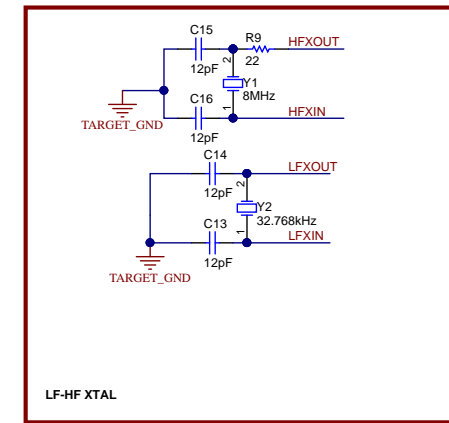 C15
R9
HFXOUT
12pF
2
22
Y1
8MHz
1
C16
HFXIN
TARGET_GND
12pF
C14
LFXOUT
12pF
2
Y2
32.768kHz
1
C13
LFXIN
12pF
TARGET_GND
LF-HF XTAL